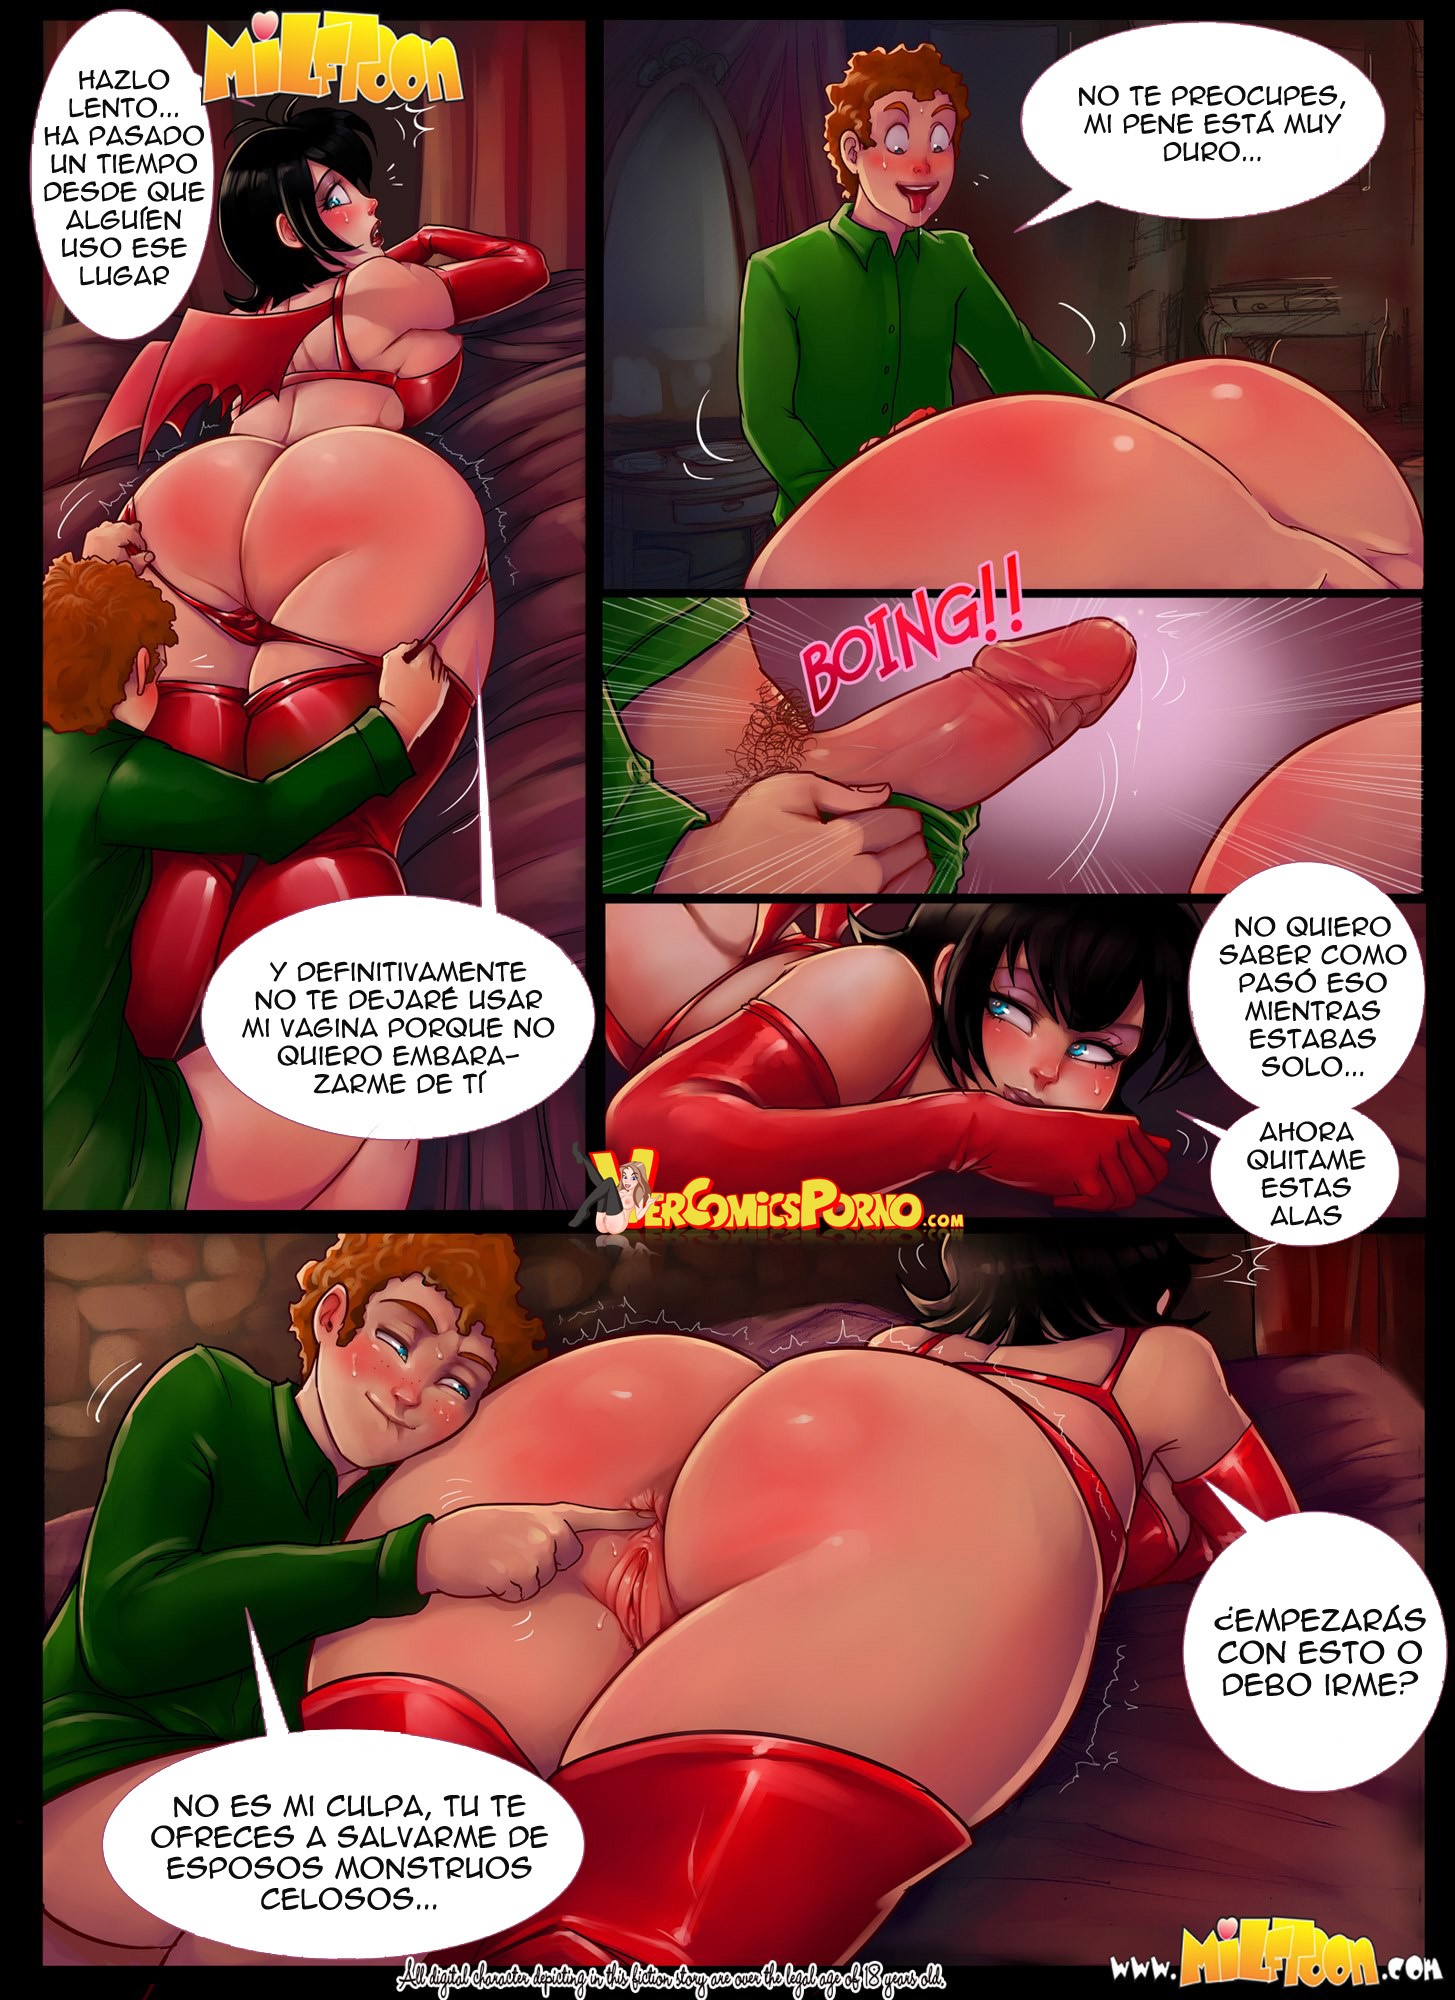 MILFTOON
HAZLO
LENTO...
HA PASADO
UN TIEMPO
DESDE QUE
ALGUÍEN
USO ESE
LUGAR
Y DEFINITIVAMENTE
NO TE DEJARÉ USAR
MI VAGINA PORQUE NO
QUIERO EMBARA-
ZARME DE TÍ
NO TE PREOCUPES,
MI PENE ESTÁ MUY
DURO...
BOING!!
NO QUIERO
SABER COMO
PASÓ ESO
MIENTRAS
ESTABAS
SOLO...
AHORA
QUITAME
ESTAS
ALAS
VERCOMICSPORNO.COM
¿EMPEZARÁS
CON ESTO O
DEBO IRME?
NO ES MI CULPA, TU TE
OFRECES A SALVARME DE
ESPOSOS MONSTRUOS
CELOSOS...
www.MILFTOON.com
All digital character depicting in this fiction story are over the legal age of 18 years old.